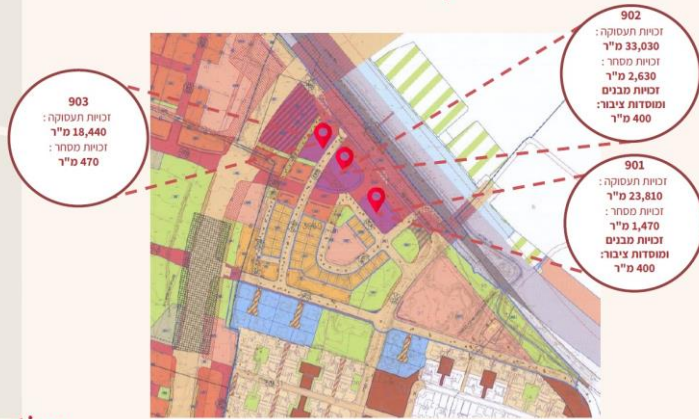 902
זכויות תעסוקה :
33,030 מ"ר
זכויות מסחר :
2,630 מ"ר
זכויות מבנים
ומוסדות ציבור:
400 מ"ר
903
זכויות תעסוקה :
18,440 מ"ר
זכויות מסחר :
470 מ"ר
901
זכויות תעסוקה :
23,810 מ"ר
זכויות מסחר :
1,470 מ"ר
זכויות מבנים
ומוסדות ציבור:
400 מ"ר